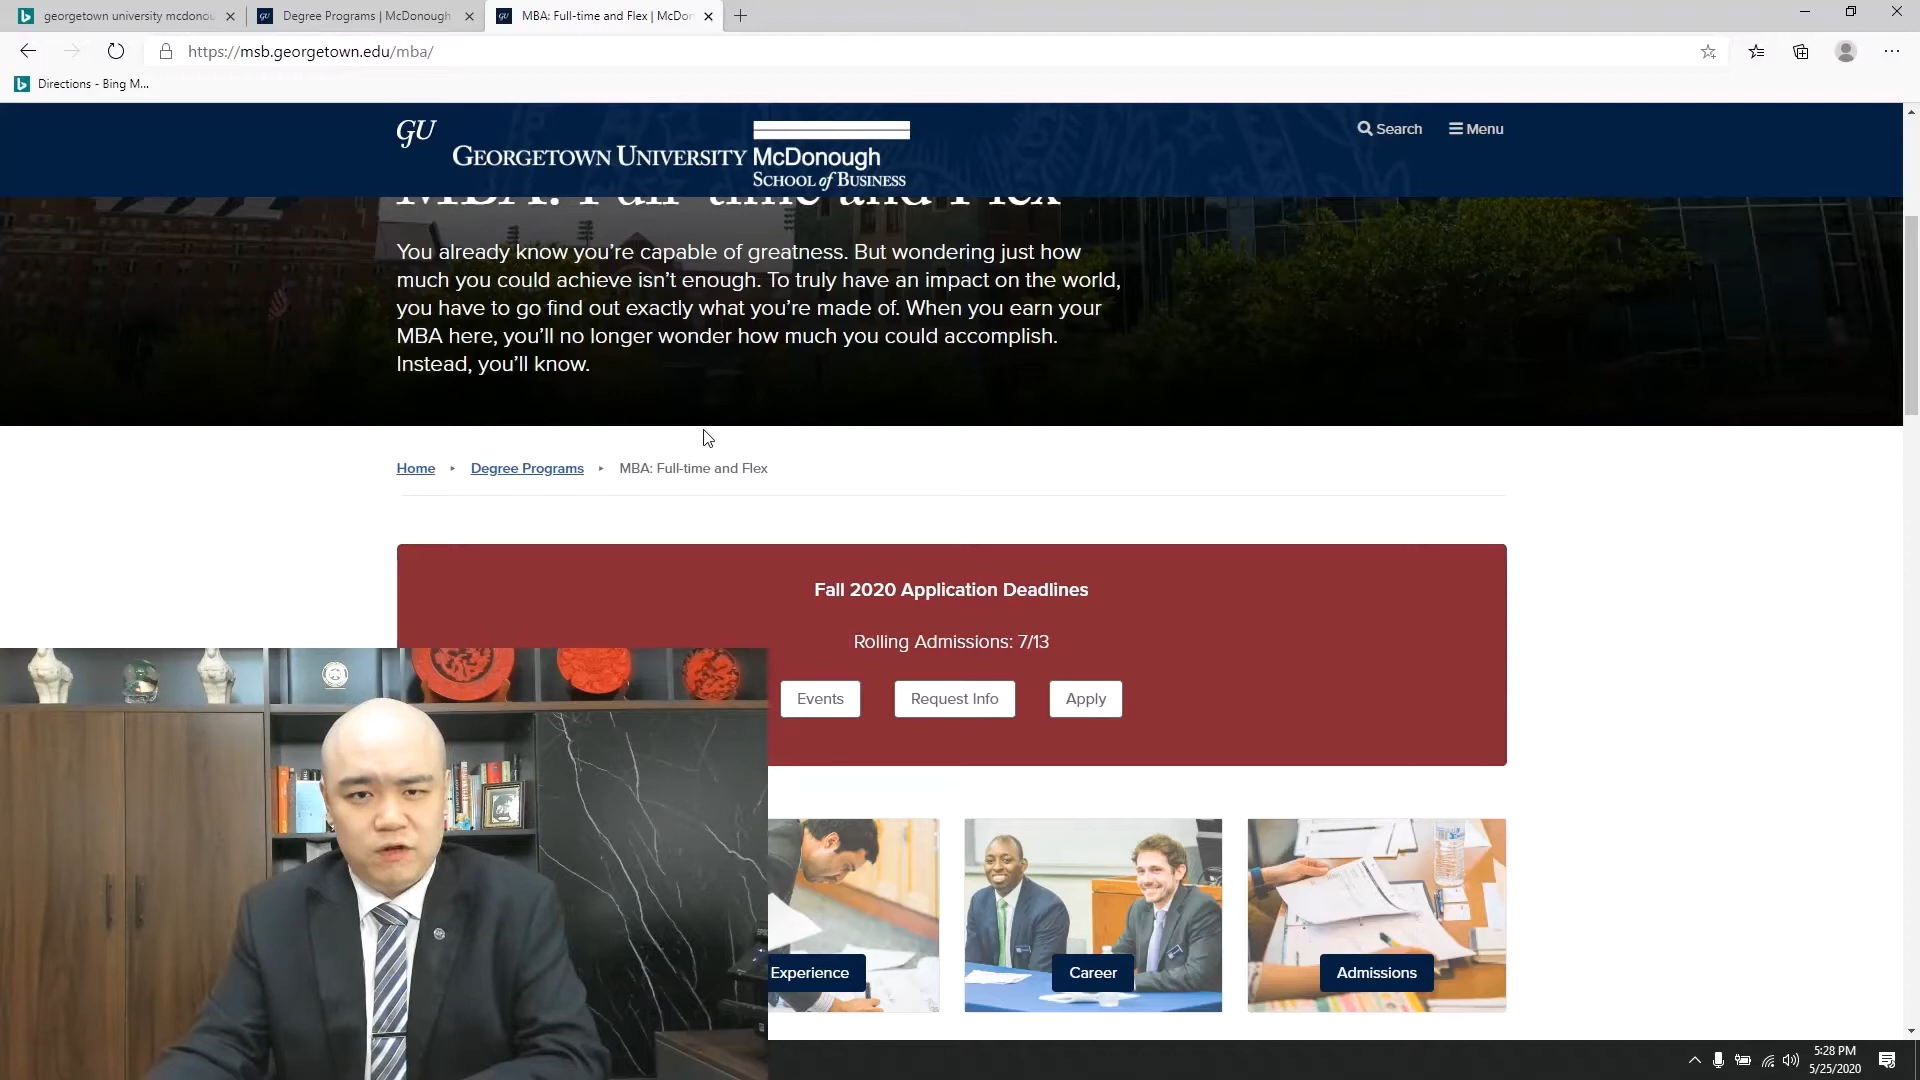 georgetown university mcdonou
Degree Programs | McDonough
MBA: Full-time and Flex | McDon
https://msb.georgetown.edu/mba/
Directions - Bing M...
GU
GEORGETOWN UNIVERSITY
McDonough
SCHOOL of BUSINESS
Search
Menu
MBA: Full-time and Flex
You already know you’re capable of greatness. But wondering just how
much you could achieve isn’t enough. To truly have an impact on the world,
you have to go find out exactly what you’re made of. When you earn your
MBA here, you’ll no longer wonder how much you could accomplish.
Instead, you’ll know.
Home ‣ Degree Programs ‣ MBA: Full-time and Flex
Fall 2020 Application Deadlines
Rolling Admissions: 7/13
Events
Request Info
Apply
Experience
Career
Admissions
5:28 PM
5/25/2020